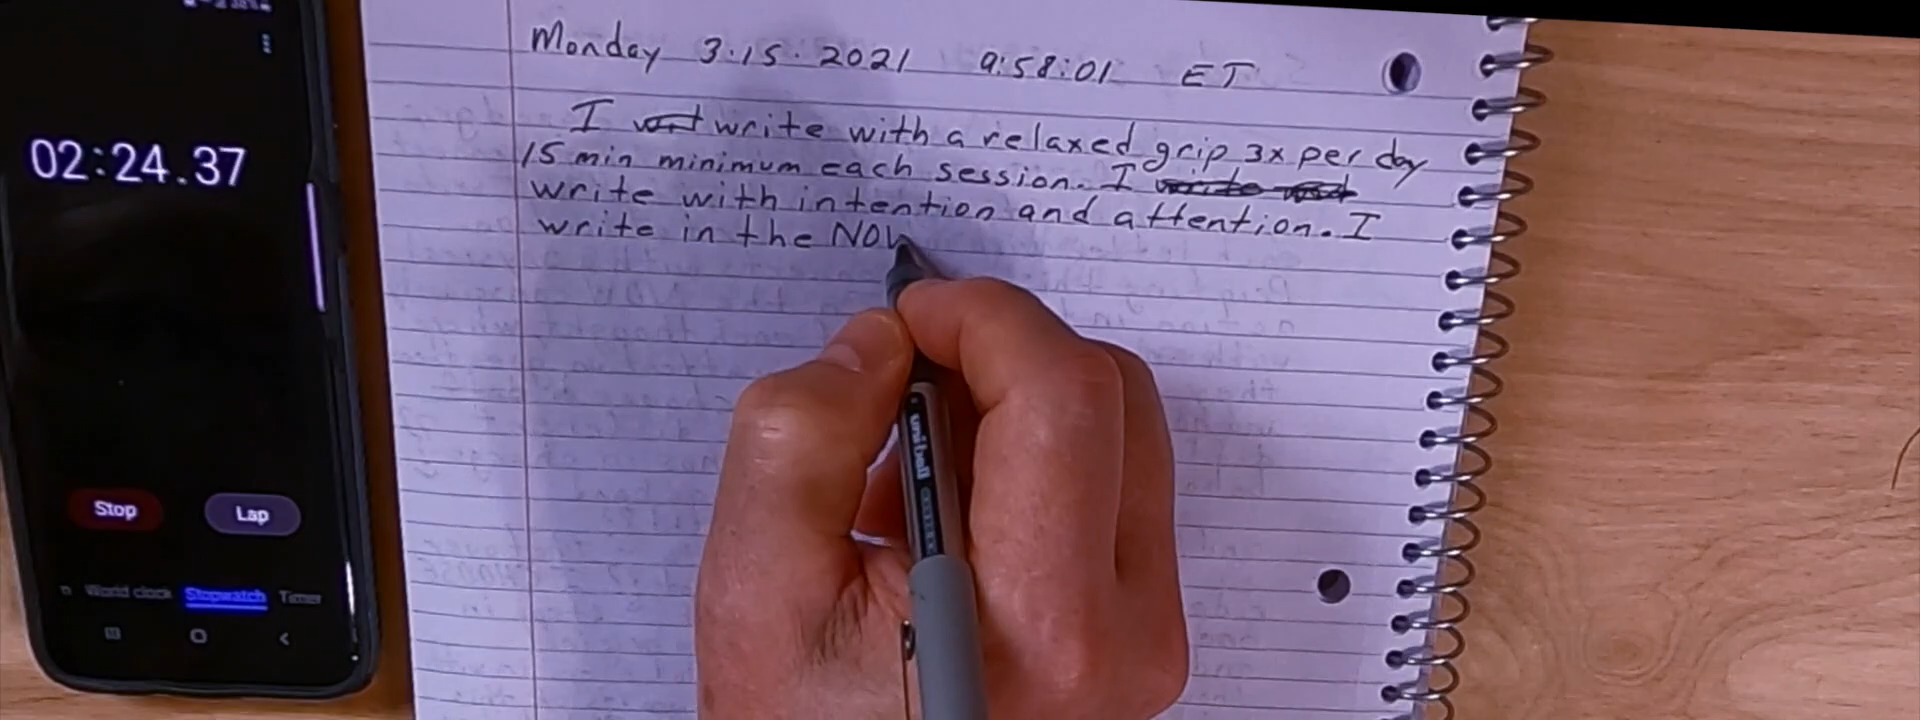 02:24.37
Stop
Lap
World clock
Stopwatch
Timer
Monday 3.15.2021 9:58:01 ET
I write with a relaxed grip 3x per day
15 min minimum each session. I
write with intention and attention. I
write in the NOW
uni-ball